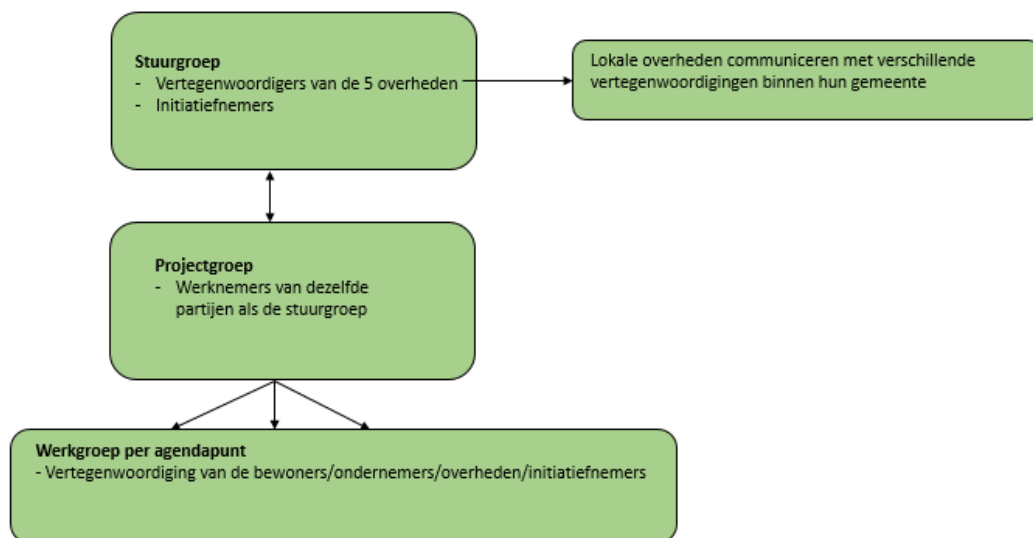 Stuurgroep
- Vertegenwoordigers van de 5 overheden
- Initiatiefnemers
Lokale overheden communiceren met verschillende
vertegenwoordigingen binnen hun gemeente
Projectgroep
- Werknemers van dezelfde
partijen als de stuurgroep
Werkgroep per agendapunt
- Vertegenwoordiging van de bewoners/ondernemers/overheden/initiatiefnemers